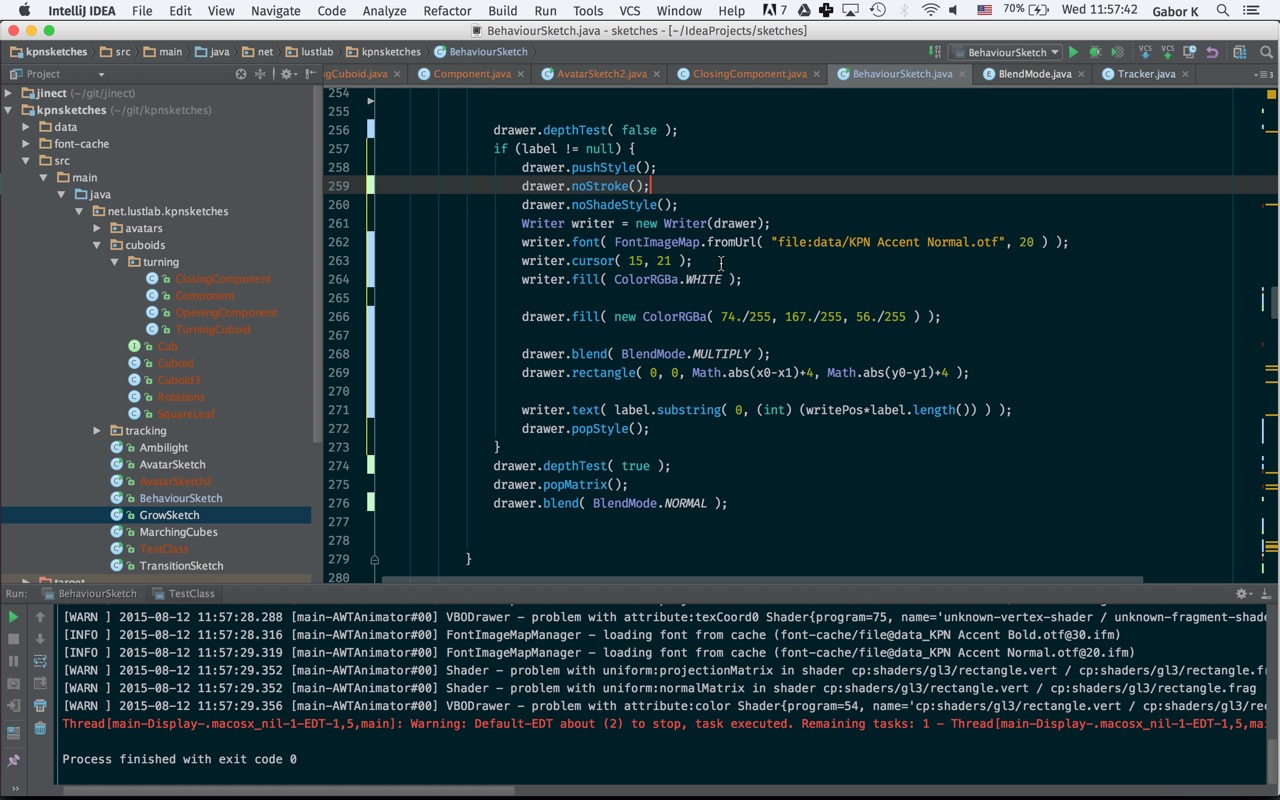 IntelliJ IDEA File Edit View Navigate Code Analyze Refactor Build Run Tools VCS Window Help 7 70% Wed 11:57:42 Gabor K
BehaviourSketch.java - sketches - [~/IdeaProjects/sketches]
kpnsketches src main java net lustlab kpnsketches BehaviourSketch BehaviourSketch VCS VCS
Project gCuboid.java Component.java AvatarSketch2.java ClosingComponent.java BehaviourSketch.java BlendMode.java Tracker.java
jinect (~/git/jinect)
kpnsketches (~/git/kpnsketches)
data
font-cache
src
main
java
net.lustlab.kpnsketches
avatars
cuboids
turning
ClosingComponent
Component
OpeningComponent
TurningCuboid
Cub
Cuboid
Cuboid3
Rotations
SquareLeaf
tracking
Ambilight
AvatarSketch
AvatarSketch2
BehaviourSketch
GrowSketch
MarchingCubes
TestClass
TransitionSketch
target
254
255
256 drawer.depthTest( false );
257 if (label != null) {
258 drawer.pushStyle();
259 drawer.noStroke();
260 drawer.noShadeStyle();
261 Writer writer = new Writer(drawer);
262 writer.font( FontImageMap.fromUrl( "file:data/KPN Accent Normal.otf", 20 ) );
263 writer.cursor( 15, 21 );
264 writer.fill( ColorRGBa.WHITE );
265
266 drawer.fill( new ColorRGBa( 74./255, 167./255, 56./255 ) );
267
268 drawer.blend( BlendMode.MULTIPLY );
269 drawer.rectangle( 0, 0, Math.abs(x0-x1)+4, Math.abs(y0-y1)+4 );
270
271 writer.text( label.substring( 0, (int) (writePos*label.length()) ) );
272 drawer.popStyle();
273 }
274 drawer.depthTest( true );
275 drawer.popMatrix();
276 drawer.blend( BlendMode.NORMAL );
277
278
279 }
280
Run: BehaviourSketch TestClass
[WARN ] 2015-08-12 11:57:28.288 [main-AWTAnimator#00] VBODrawer - problem with attribute:texCoord0 Shader{program=75, name='unknown-vertex-shader / unknown-fragment-shade
[INFO ] 2015-08-12 11:57:28.316 [main-AWTAnimator#00] FontImageMapManager - loading font from cache (font-cache/file@data_KPN Accent Bold.otf@30.ifm)
[INFO ] 2015-08-12 11:57:29.319 [main-AWTAnimator#00] FontImageMapManager - loading font from cache (font-cache/file@data_KPN Accent Normal.otf@20.ifm)
[WARN ] 2015-08-12 11:57:29.352 [main-AWTAnimator#00] Shader - problem with uniform:projectionMatrix in shader cp:shaders/gl3/rectangle.vert / cp:shaders/gl3/rectangle.fr
[WARN ] 2015-08-12 11:57:29.352 [main-AWTAnimator#00] Shader - problem with uniform:normalMatrix in shader cp:shaders/gl3/rectangle.vert / cp:shaders/gl3/rectangle.frag
[WARN ] 2015-08-12 11:57:29.356 [main-AWTAnimator#00] VBODrawer - problem with attribute:color Shader{program=54, name='cp:shaders/gl3/rectangle.vert / cp:shaders/gl3/rec
Thread[main-Display-.macosx_nil-1-EDT-1,5,main]: Warning: Default-EDT about (2) to stop, task executed. Remaining tasks: 1 - Thread[main-Display-.macosx_nil-1-EDT-1,5,ma
Process finished with exit code 0